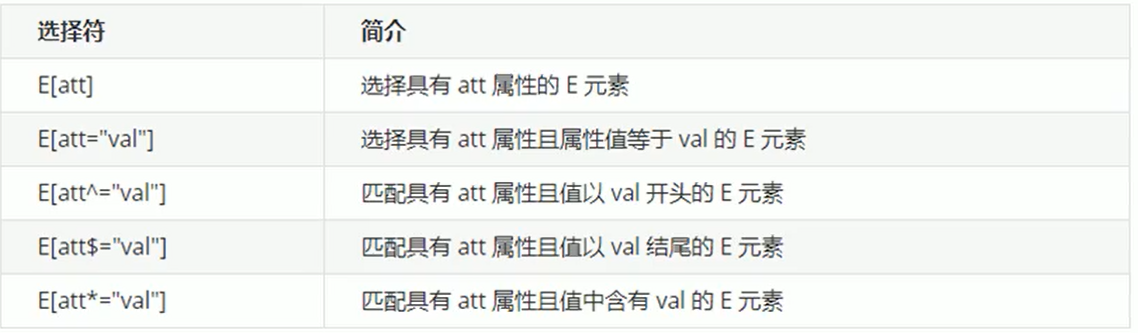 选择符 简介
E[att] 选择具有 att 属性的 E 元素
E[att="val"] 选择具有 att 属性且属性值等于 val 的 E 元素
E[att^="val"] 匹配具有 att 属性且值以 val 开头的 E 元素
E[att$="val"] 匹配具有 att 属性且值以 val 结尾的 E 元素
E[att*="val"] 匹配具有 att 属性且值中含有 val 的 E 元素